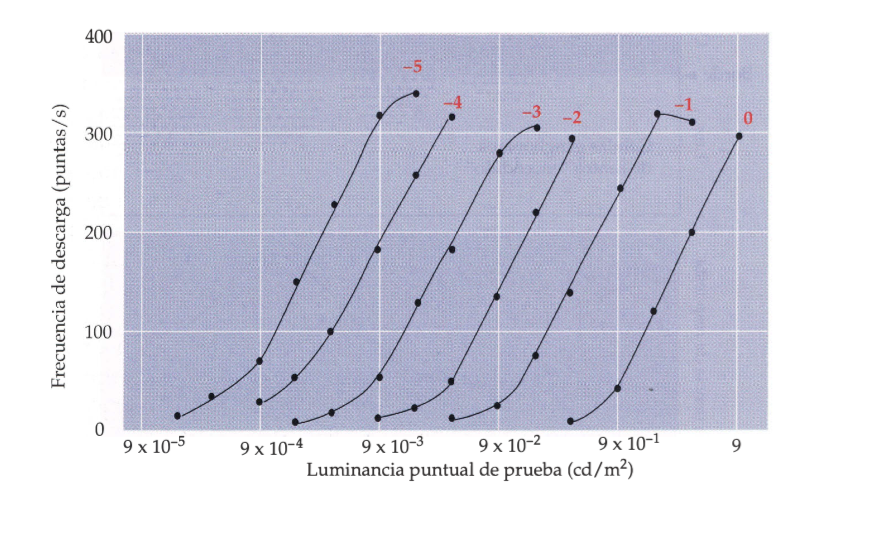 400
−5
−4
−3
−2
−1
0
300
200
100
0
Frecuencia de descarga (puntas/s)
9 x 10⁻⁵
9 x 10⁻⁴
9 x 10⁻³
9 x 10⁻²
9 x 10⁻¹
9
Luminancia puntual de prueba (cd/m²)